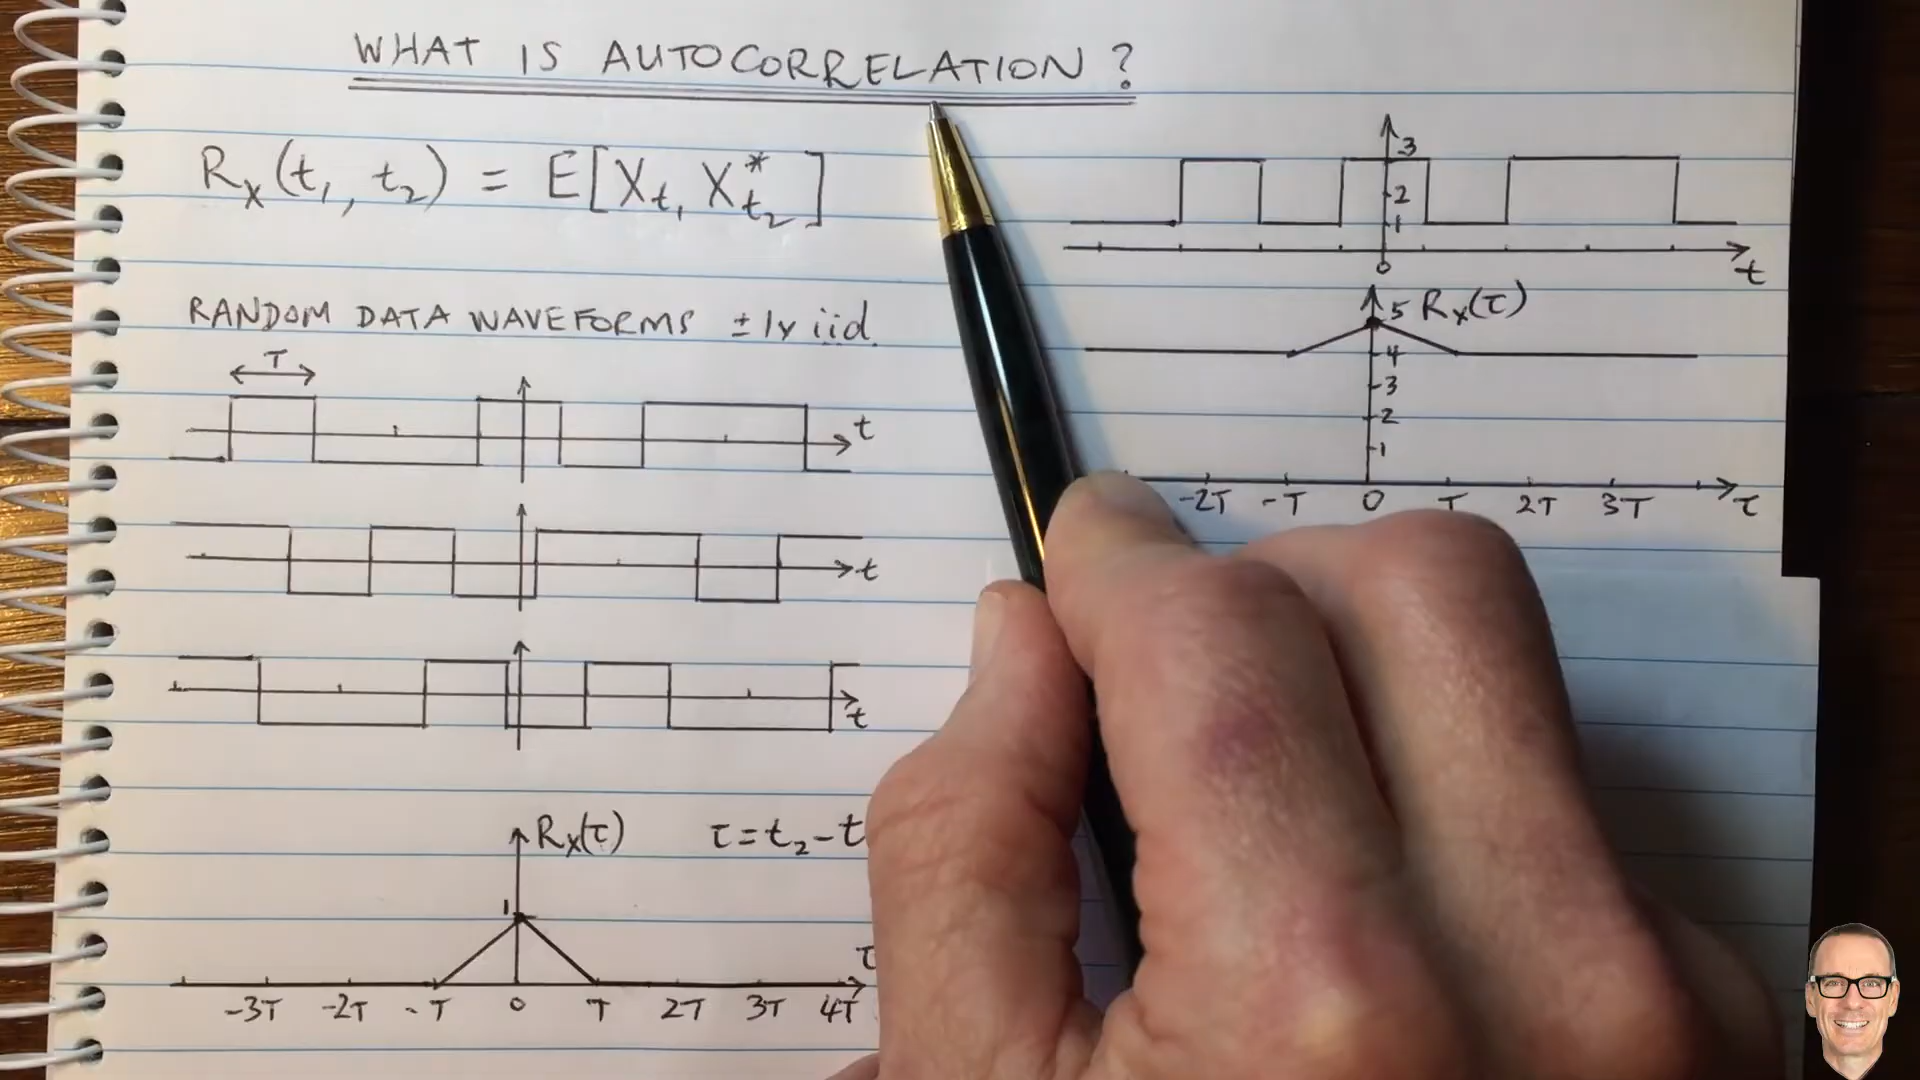 WHAT IS AUTOCORRELATION?
Rx(t1, t2) = E[Xt1 X*t2]
RANDOM DATA WAVEFORMS ±1v iid.
T
t
t
t
Rx(τ) τ=t2-t
1
τ
-3T -2T -T 0 T 2T 3T 4T
3
2
1
0
t
5 Rx(τ)
4
3
2
1
-2T -T 0 T 2T 3T τ